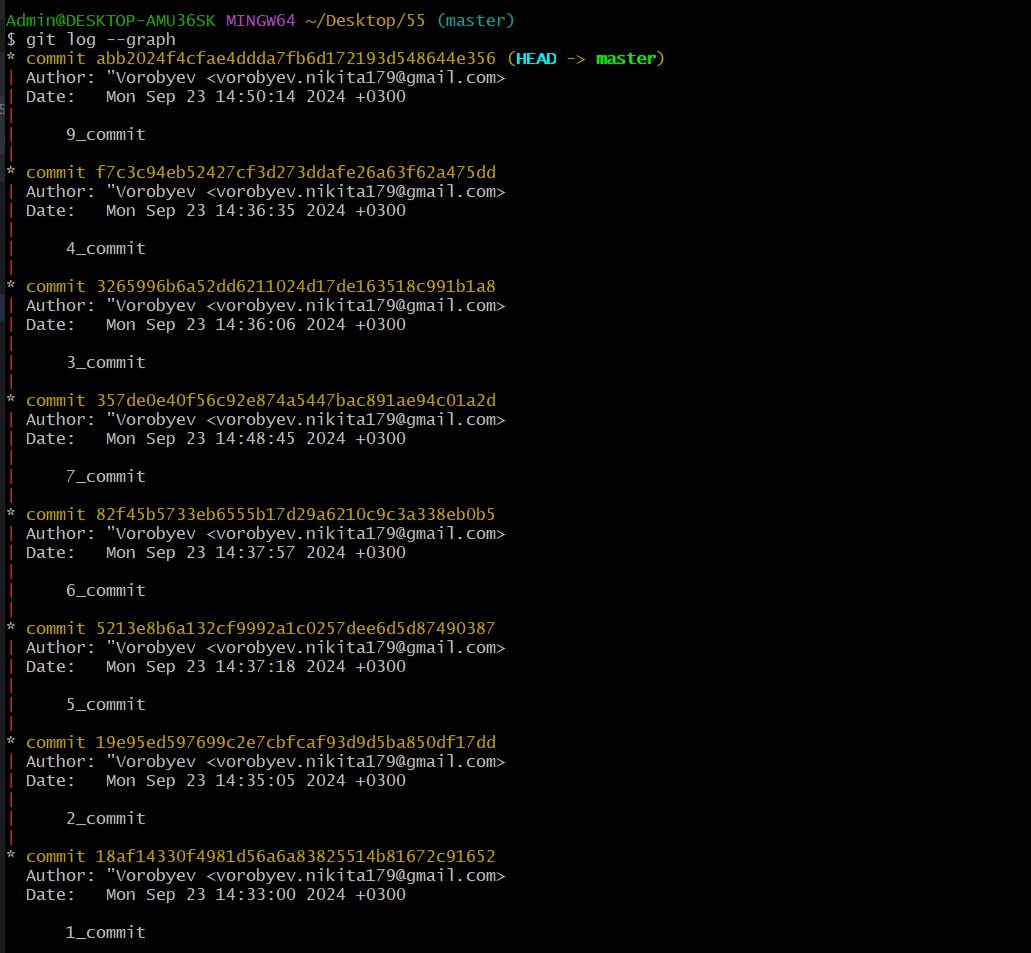 Admin@DESKTOP-AMU36SK MINGW64 ~/Desktop/55 (master)
$ git log --graph
* commit abb2024f4cfae4ddda7fb6d172193d548644e356 (HEAD -> master)
| Author: ”Vorobyev <vorobyev.nikita179@gmail.com>
| Date:   Mon Sep 23 14:50:14 2024 +0300
|
|     9_commit
|
* commit f7c3c94eb52427cf3d273ddafe26a63f62a475dd
| Author: ”Vorobyev <vorobyev.nikita179@gmail.com>
| Date:   Mon Sep 23 14:36:35 2024 +0300
|
|     4_commit
|
* commit 3265996b6a52dd6211024d17de163518c991b1a8
| Author: ”Vorobyev <vorobyev.nikita179@gmail.com>
| Date:   Mon Sep 23 14:36:06 2024 +0300
|
|     3_commit
|
* commit 357de0e40f56c92e874a5447bac891ae94c01a2d
| Author: ”Vorobyev <vorobyev.nikita179@gmail.com>
| Date:   Mon Sep 23 14:48:45 2024 +0300
|
|     7_commit
|
* commit 82f45b5733eb6555b17d29a6210c9c3a338eb0b5
| Author: ”Vorobyev <vorobyev.nikita179@gmail.com>
| Date:   Mon Sep 23 14:37:57 2024 +0300
|
|     6_commit
|
* commit 5213e8b6a132cf9992a1c0257dee6d5d87490387
| Author: ”Vorobyev <vorobyev.nikita179@gmail.com>
| Date:   Mon Sep 23 14:37:18 2024 +0300
|
|     5_commit
|
* commit 19e95ed597699c2e7cbfcaf93d9d5ba850df17dd
| Author: ”Vorobyev <vorobyev.nikita179@gmail.com>
| Date:   Mon Sep 23 14:35:05 2024 +0300
|
|     2_commit
|
* commit 18af14330f4981d56a6a83825514b81672c91652
  Author: ”Vorobyev <vorobyev.nikita179@gmail.com>
  Date:   Mon Sep 23 14:33:00 2024 +0300

      1_commit